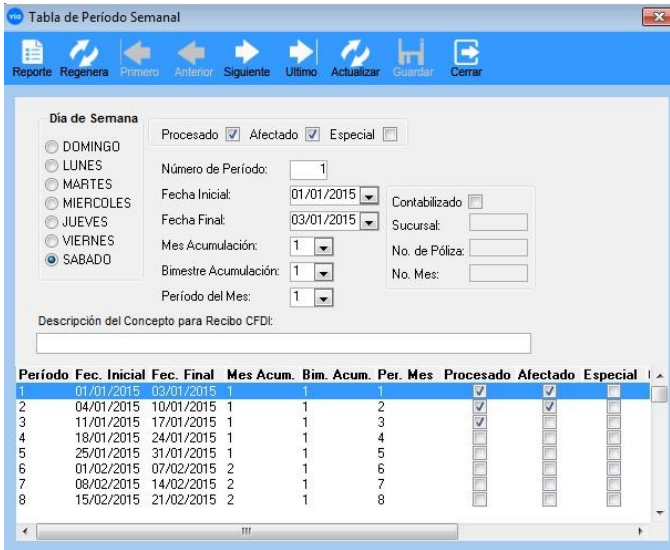 via Tabla de Período Semanal
Reporte Regenera Primero Anterior Siguiente Ultimo Actualizar Guardar Cerrar
Día de Semana
DOMINGO
LUNES
MARTES
MIERCOLES
JUEVES
VIERNES
SABADO
Procesado Afectado Especial
Número de Período: 1
Fecha Inicial: 01/01/2015
Fecha Final: 03/01/2015
Mes Acumulación: 1
Bimestre Acumulación: 1
Período del Mes: 1
Contabilizado
Sucursal:
No. de Póliza:
No. Mes:
Descripción del Concepto para Recibo CFDI:
Período Fec. Inicial Fec. Final Mes Acum. Bim. Acum. Per. Mes Procesado Afectado Especial
1 01/01/2015 03/01/2015 1 1 1
2 04/01/2015 10/01/2015 1 1 2
3 11/01/2015 17/01/2015 1 1 3
4 18/01/2015 24/01/2015 1 1 4
5 25/01/2015 31/01/2015 1 1 5
6 01/02/2015 07/02/2015 2 1 6
7 08/02/2015 14/02/2015 2 1 7
8 15/02/2015 21/02/2015 2 1 8